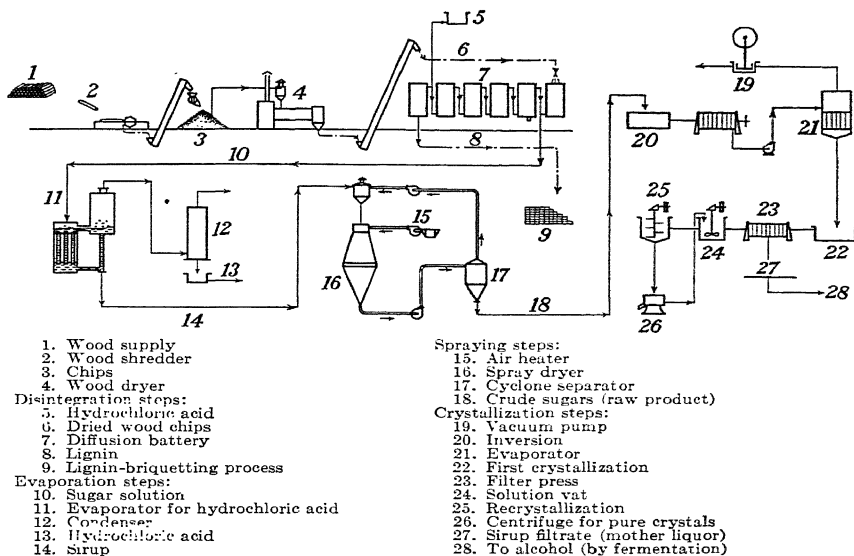 5
6
1
2
4
7
3
8
19
20
21
10
11
12
13
9
15
16
17
14
18
25
24
23
22
26
27
28
1. Wood supply
2. Wood shredder
3. Chips
4. Wood dryer
Disintegration steps:
5. Hydrochloric acid
6. Dried wood chips
7. Diffusion battery
8. Lignin
9. Lignin-briquetting process
Evaporation steps:
10. Sugar solution
11. Evaporator for hydrochloric acid
12. Condenser
13. Hydrochloric acid
14. Sirup
Spraying steps:
15. Air heater
16. Spray dryer
17. Cyclone separator
18. Crude sugars (raw product)
Crystallization steps:
19. Vacuum pump
20. Inversion
21. Evaporator
22. First crystallization
23. Filter press
24. Solution vat
25. Recrystallization
26. Centrifuge for pure crystals
27. Sirup filtrate (mother liquor)
28. To alcohol (by fermentation)